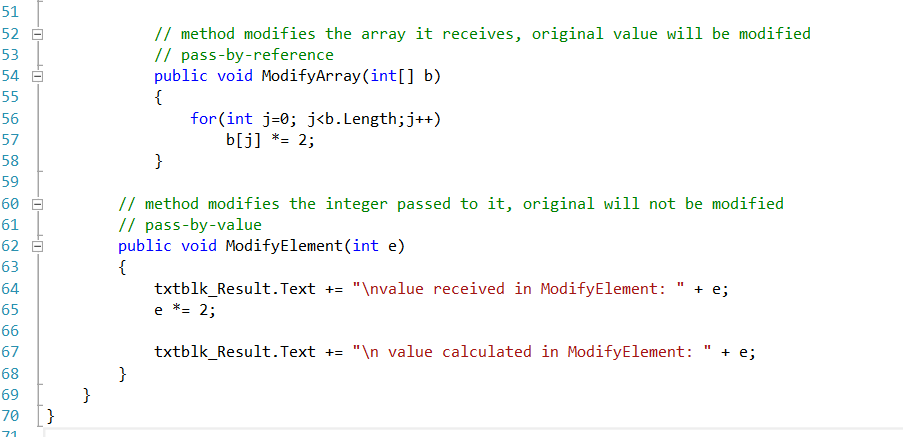 51
52 // method modifies the array it receives, original value will be modified
53 // pass-by-reference
54 public void ModifyArray(int[] b)
55 {
56 for(int j=0; j<b.Length;j++)
57 b[j] *= 2;
58 }
59
60 // method modifies the integer passed to it, original will not be modified
61 // pass-by-value
62 public void ModifyElement(int e)
63 {
64 txtblk_Result.Text += "\nvalue received in ModifyElement: " + e;
65 e *= 2;
66
67 txtblk_Result.Text += "\n value calculated in ModifyElement: " + e;
68 }
69 }
70 }
71